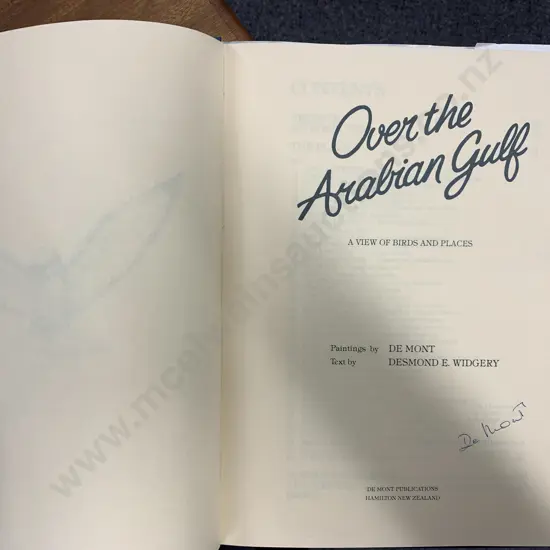 Over the
Arabian Gulf
A VIEW OF BIRDS AND PLACES
Paintings by DE MONT
Text by DESMOND E. WIDGERY
De Mont
DE MONT PUBLICATIONS
HAMILTON NEW ZEALAND